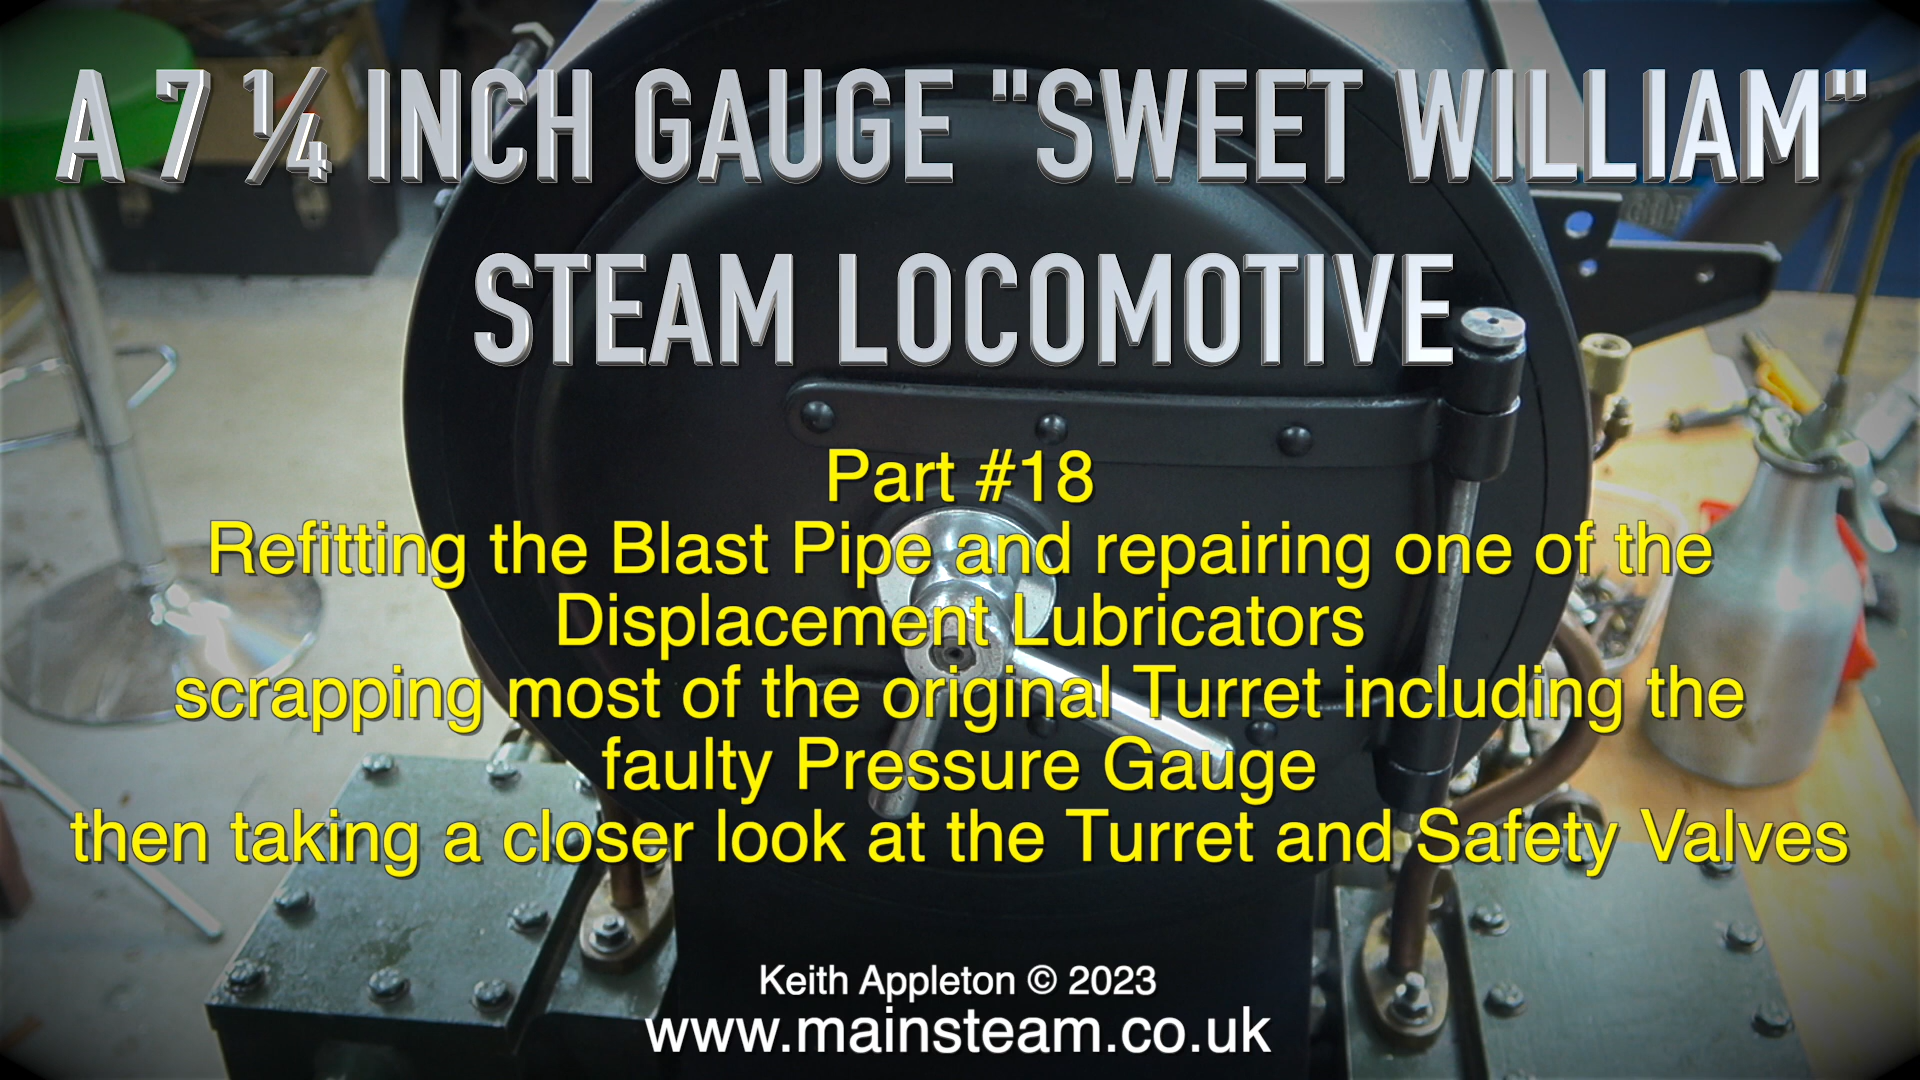 A 7 ¼ INCH GAUGE "SWEET WILLIAM"
STEAM LOCOMOTIVE
Part #18
Refitting the Blast Pipe and repairing one of the
Displacement Lubricators
scrapping most of the original Turret including the
faulty Pressure Gauge
then taking a closer look at the Turret and Safety Valves
Keith Appleton © 2023
www.mainsteam.co.uk